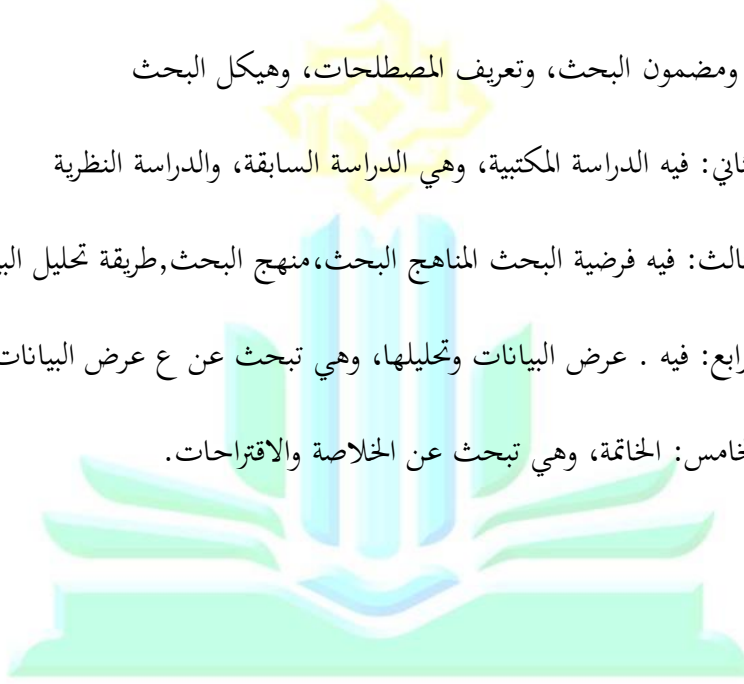 ومضمون البحث، وتعريف المصطلحات، وهيكل البحث
ثاني: فيه الدراسة المكتبية، وهي الدراسة السابقة، والدراسة النظرية
الث: فيه فرضية البحث المناهج البحث،منهج البحث,طريقة تحليل
رابع: فيه . عرض البيانات وتحليلها، وهي تبحث عن ع عرض البيانات
خامس: الخاتمة، وهي تبحث عن الخلاصة والاقتراحات.